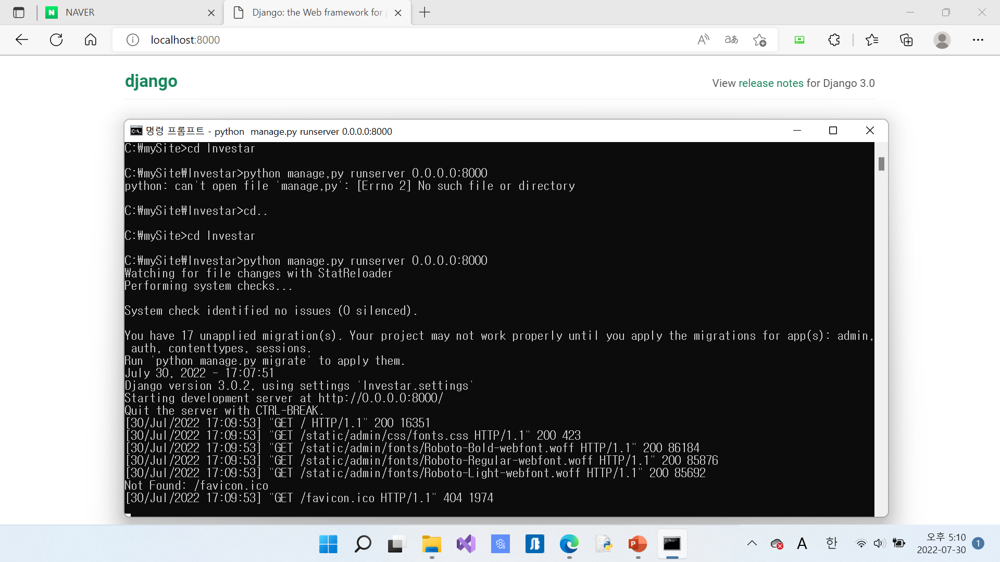 NAVER
Django: the Web framework for
localhost:8000
django
View release notes for Django 3.0
명령 프롬프트 - python manage.py runserver 0.0.0.0:8000
C:₩mySite>cd Investar
C:₩mySite₩Investar>python manage,py runserver 0.0.0.0:8000
python: can't open file 'manage,py': [Errno 2] No such file or directory
C:₩mySite₩Investar>cd..
C:₩mySite>cd Investar
C:₩mySite₩Investar>python manage.py runserver 0.0.0.0:8000
Watching for file changes with StatReloader
Performing system checks...
System check identified no issues (0 silenced).
You have 17 unapplied migration(s). Your project may not work properly until you apply the migrations for app(s): admin,
auth, contenttypes, sessions.
Run 'python manage.py migrate' to apply them.
July 30, 2022 - 17:07:51
Django version 3.0.2, using settings 'Investar.settings'
Starting development server at http://0.0.0.0:8000/
Quit the server with CTRL-BREAK.
[30/Jul/2022 17:09:53] "GET / HTTP/1.1" 200 16351
[30/Jul/2022 17:09:53] "GET /static/admin/css/fonts.css HTTP/1.1" 200 423
[30/Jul/2022 17:09:53] "GET /static/admin/fonts/Roboto-Bold-webfont.woff HTTP/1.1" 200 86184
[30/Jul/2022 17:09:53] "GET /static/admin/fonts/Roboto-Regular-webfont.woff HTTP/1.1" 200 85876
[30/Jul/2022 17:09:53] "GET /static/admin/fonts/Roboto-Light-webfont.woff HTTP/1.1" 200 85692
Not Found: /favicon.ico
[30/Jul/2022 17:09:53] "GET /favicon.ico HTTP/1.1" 404 1974
A 한
오후 5:10
2022-07-30
1